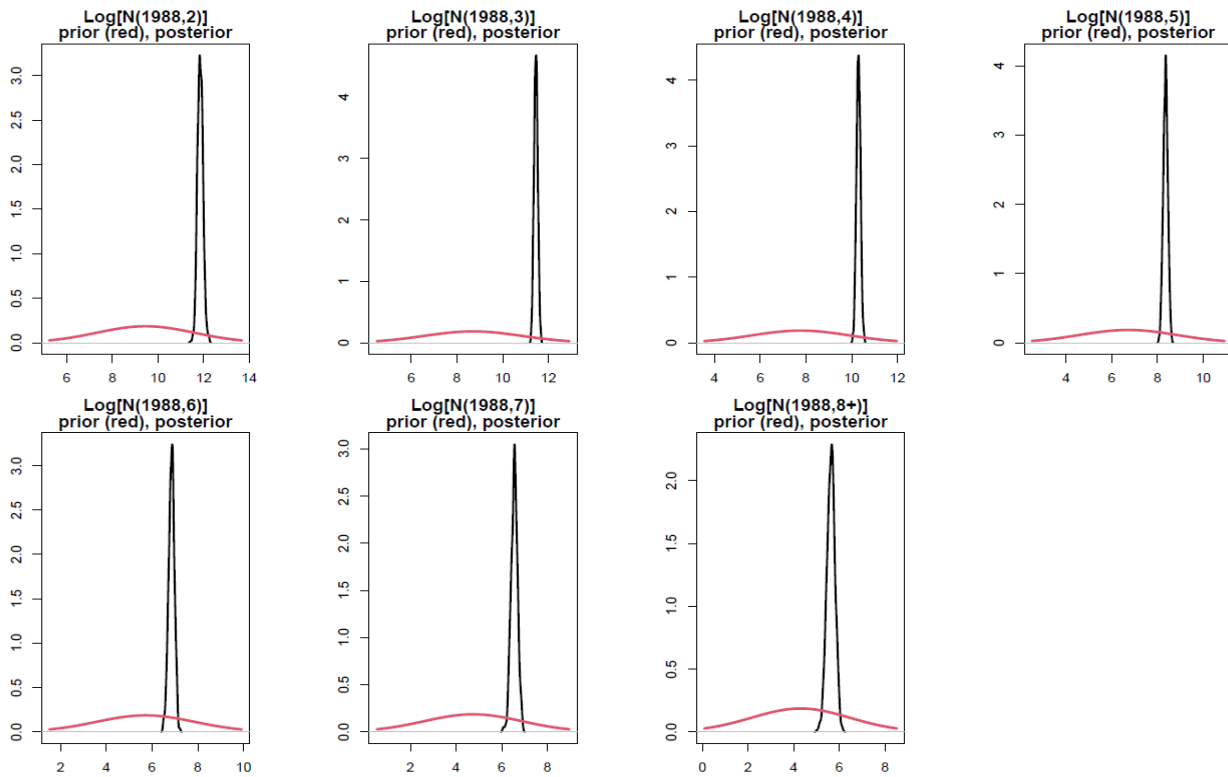 Log[N(1988,2)]
prior (red), posterior
3.0
2.5
2.0
1.5
1.0
0.5
0.0
6 8 10 12 14
Log[N(1988,3)]
prior (red), posterior
4
3
2
1
0
6 8 10 12
Log[N(1988,4)]
prior (red), posterior
4
3
2
1
0
4 6 8 10 12
Log[N(1988,5)]
prior (red), posterior
4
3
2
1
0
4 6 8 10
Log[N(1988,6)]
prior (red), posterior
3.0
2.5
2.0
1.5
1.0
0.5
0.0
2 4 6 8 10
Log[N(1988,7)]
prior (red), posterior
3.0
2.5
2.0
1.5
1.0
0.5
0.0
2 4 6 8
Log[N(1988,8+)]
prior (red), posterior
2.0
1.5
1.0
0.5
0.0
0 2 4 6 8